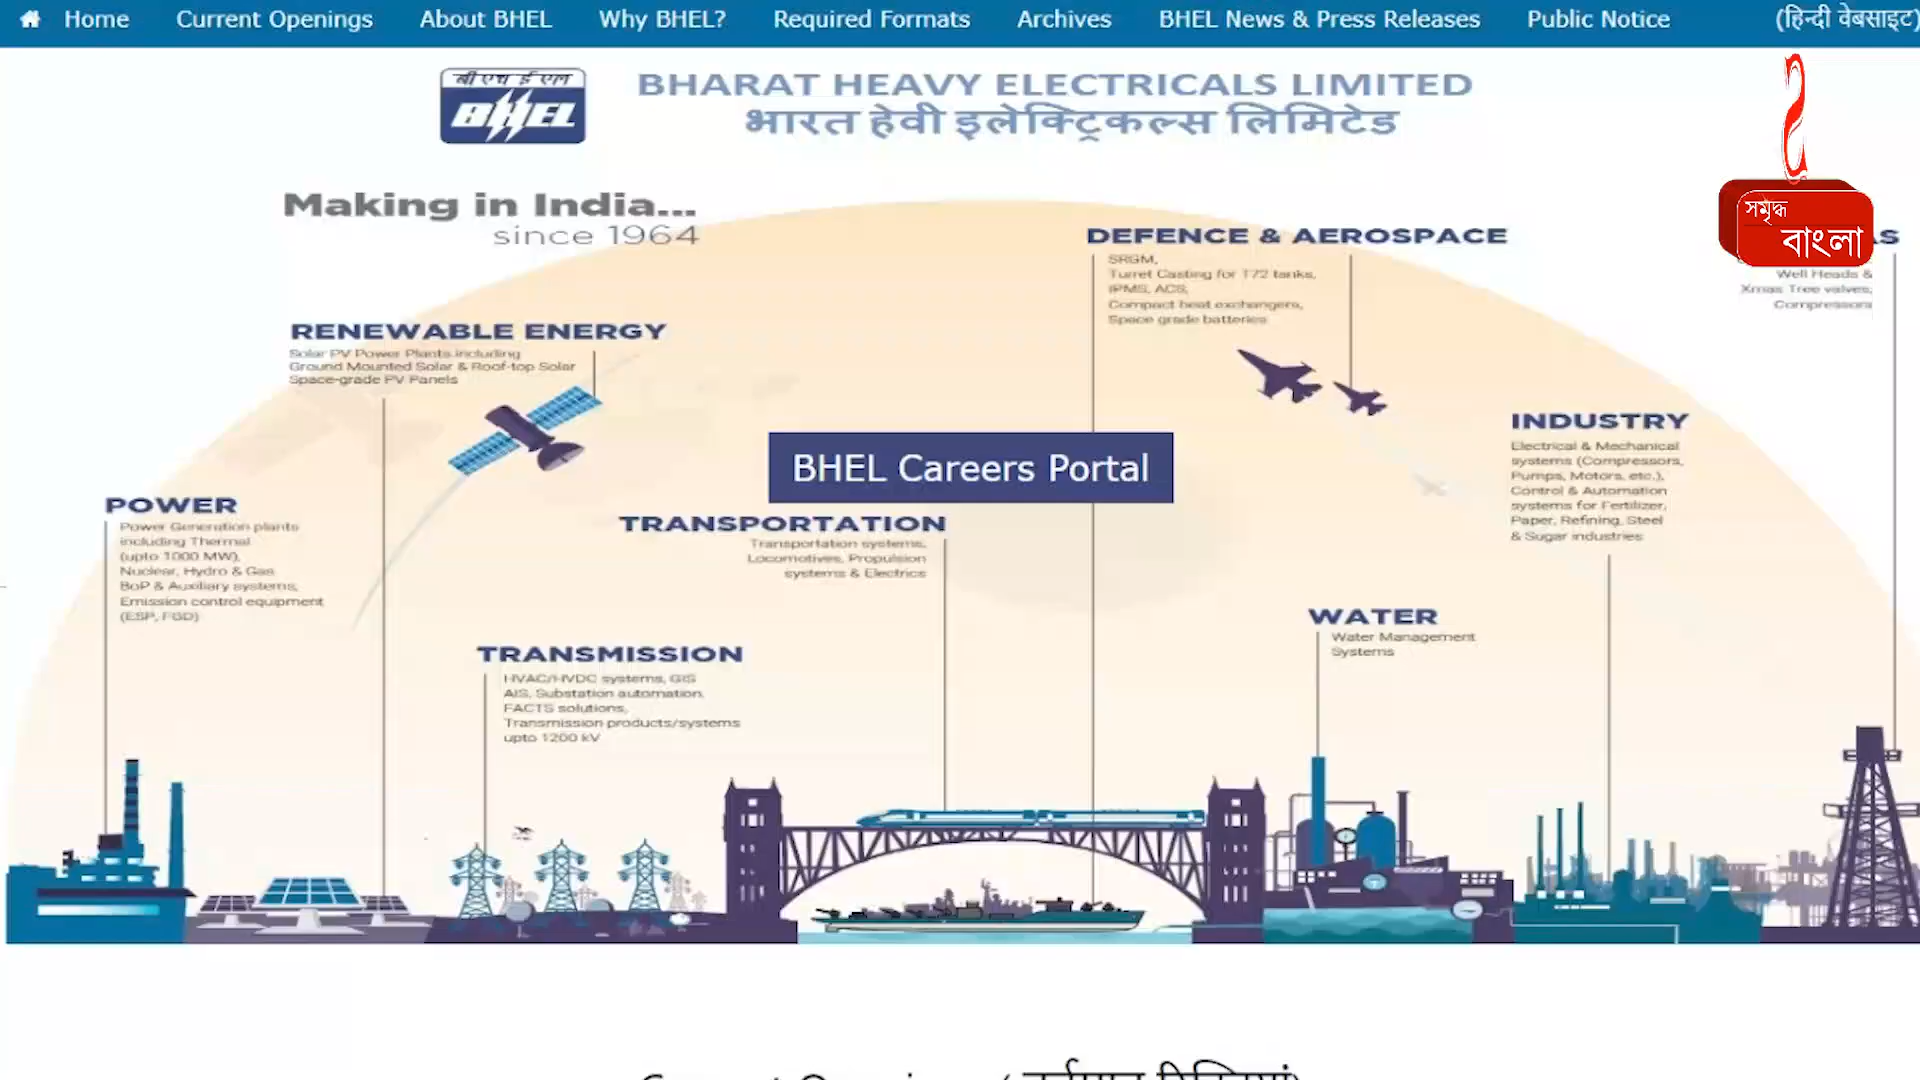 Home Current Openings About BHEL Why BHEL? Required Formats Archives BHEL News & Press Releases Public Notice (हिन्दी वेबसाइट)
बी एच ई एल
BHEL
BHARAT HEAVY ELECTRICALS LIMITED
भारत हेवी इलेक्ट्रिकल्स लिमिटेड
समৃদ্ধ
বাংলা
Making in India...
since 1964
DEFENCE & AEROSPACE
SRGM,
Turret Casting for T72 tanks,
IPMS, ACS,
Compact heat exchangers,
Space grade batteries
Well Heads &
Xmas Tree valves,
Compressors
RENEWABLE ENERGY
Solar PV Power Plants including
Ground Mounted Solar & Roof-top Solar
Space-grade PV Panels
INDUSTRY
Electrical & Mechanical
systems (Compressors,
Pumps, Motors, etc.),
Control & Automation
systems for Fertilizer,
Paper, Refining, Steel
& Sugar industries
BHEL Careers Portal
POWER
Power Generation plants
including Thermal
(upto 1000 MW),
Nuclear, Hydro & Gas
BoP & Auxiliary systems,
Emission control equipment
(ESP, FGD)
TRANSPORTATION
Transportation systems,
Locomotives, Propulsion
systems & Electrics
WATER
Water Management
Systems
TRANSMISSION
HVAC/HVDC systems, GIS
AIS, Substation automation,
FACTS solutions,
Transmission products/systems
upto 1200 kV